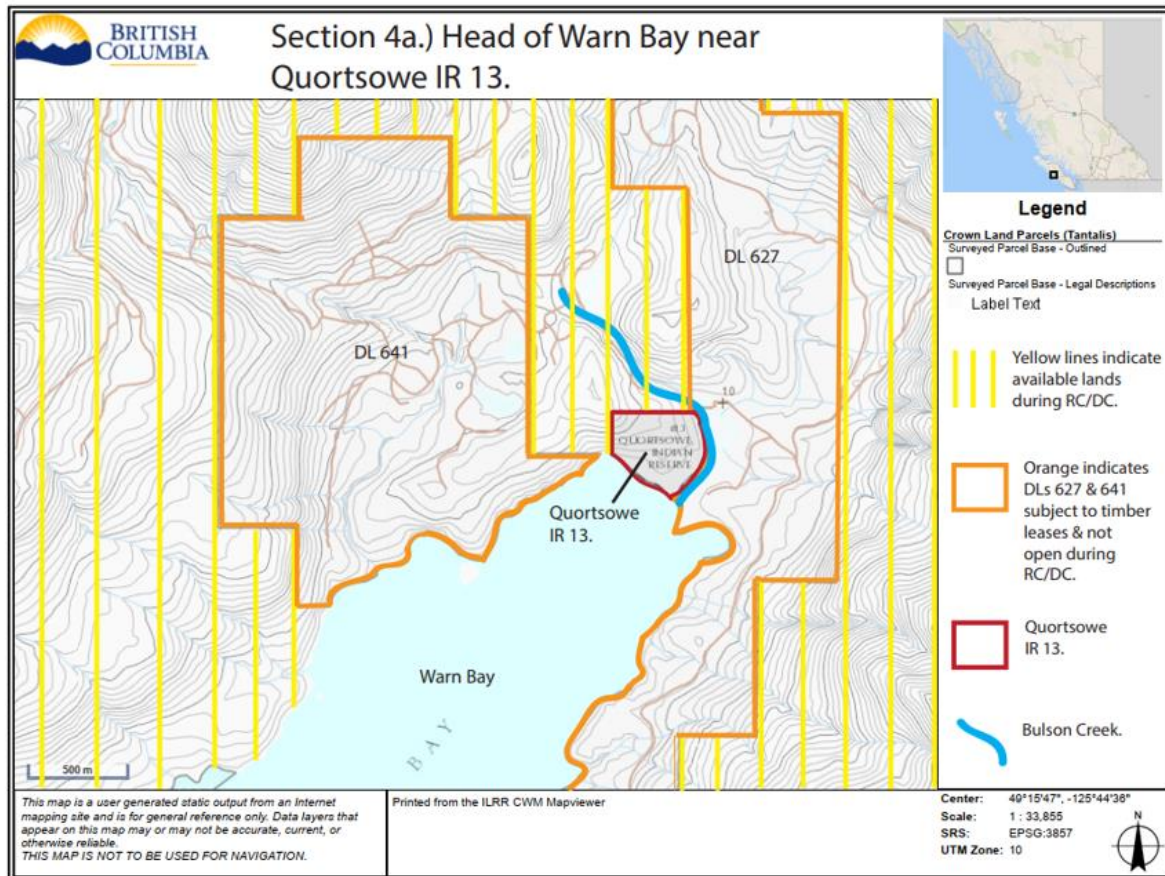 BRITISH
COLUMBIA
Section 4a.) Head of Warn Bay near
Quortsowe IR 13.
DL 627
DL 641
10
QUORTSOWE
INDIAN
RESERVE
Quortsowe
IR 13.
Warn Bay
BAY
500 m
Legend
Crown Land Parcels (Tantalis)
Surveyed Parcel Base - Outlined
Surveyed Parcel Base - Legal Descriptions
Label Text
Yellow lines indicate
available lands
during RC/DC.
Orange indicates
DLs 627 & 641
subject to timber
leases & not
open during
RC/DC.
Quortsowe
IR 13.
Bulson Creek.
This map is a user generated static output from an Internet
mapping site and is for general reference only. Data layers that
appear on this map may or may not be accurate, current, or
otherwise reliable.
THIS MAP IS NOT TO BE USED FOR NAVIGATION.
Printed from the ILRR CWM Mapviewer
Center: 49°15'47", -125°44'36"
Scale: 1 : 33,855
SRS: EPSG:3857
UTM Zone: 10
N